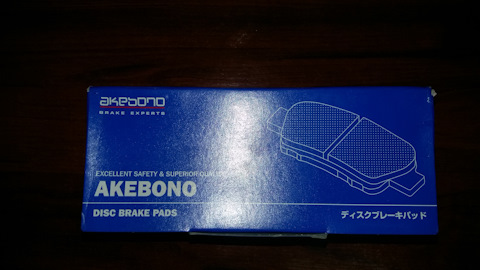 akebono
BRAKE EXPERTS
EXCELLENT SAFETY & SUPERIOR QUALITY
AKEBONO
DISC BRAKE PADS
ディスクブレーキパッド